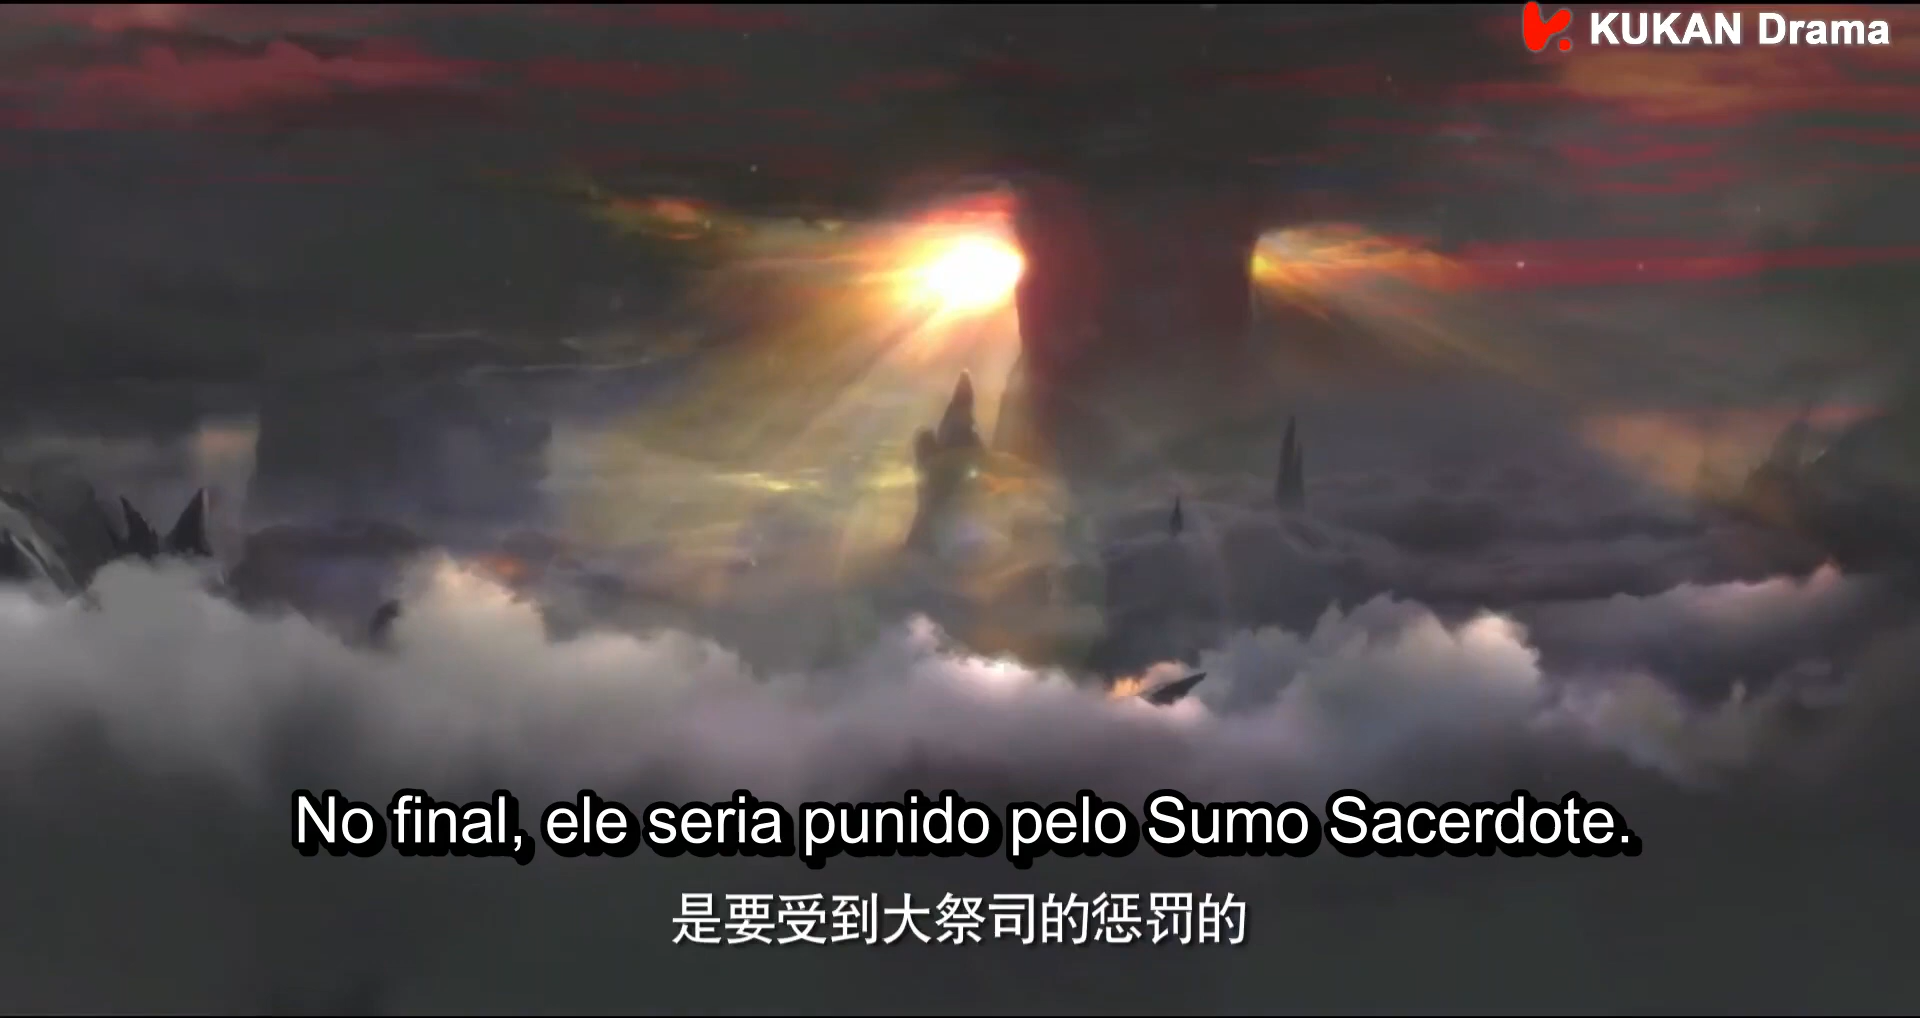 KUKAN Drama
No final, ele seria punido pelo Sumo Sacerdote.
是要受到大祭司的惩罚的